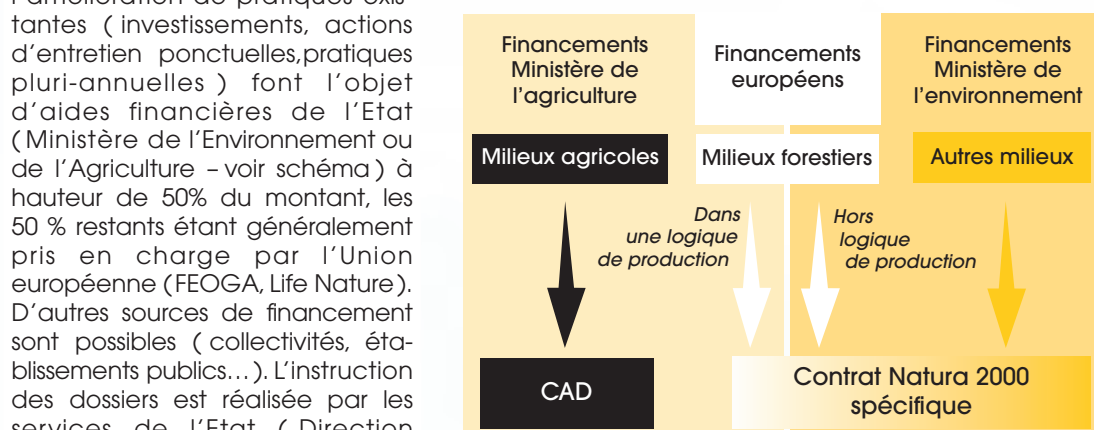 l'amélioration de pratiques exis-
tantes ( investissements, actions
d'entretien ponctuelles,pratiques
pluri-annuelles ) font l'objet
d'aides financières de l'Etat
( Ministère de l'Environnement ou
de l'Agriculture – voir schéma ) à
hauteur de 50% du montant, les
50 % restants étant généralement
pris en charge par l'Union
européenne ( FEOGA, Life Nature ).
D'autres sources de financement
sont possibles ( collectivités, éta-
blissements publics… ). L'instruction
des dossiers est réalisée par les
services de l'Etat ( Direction
Financements
Ministère de
l'agriculture
Financements
européens
Financements
Ministère de
l'environnement
Milieux agricoles
Milieux forestiers
Autres milieux
Dans
une logique
de production
Hors
logique
de production
CAD
Contrat Natura 2000
spécifique